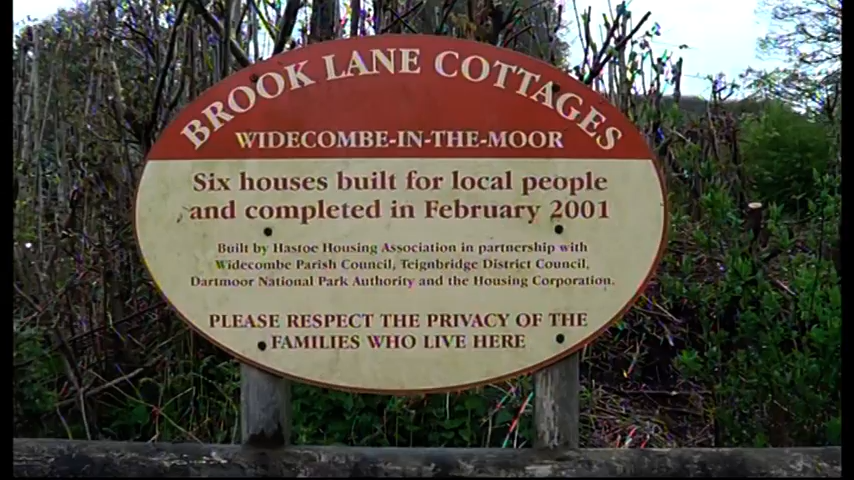 BROOK LANE COTTAGES
WIDECOMBE-IN-THE-MOOR
Six houses built for local people
and completed in February 2001
Built by Hastoe Housing Association in partnership with
Widecombe Parish Council, Teignbridge District Council,
Dartmoor National Park Authority and the Housing Corporation.
PLEASE RESPECT THE PRIVACY OF THE
FAMILIES WHO LIVE HERE